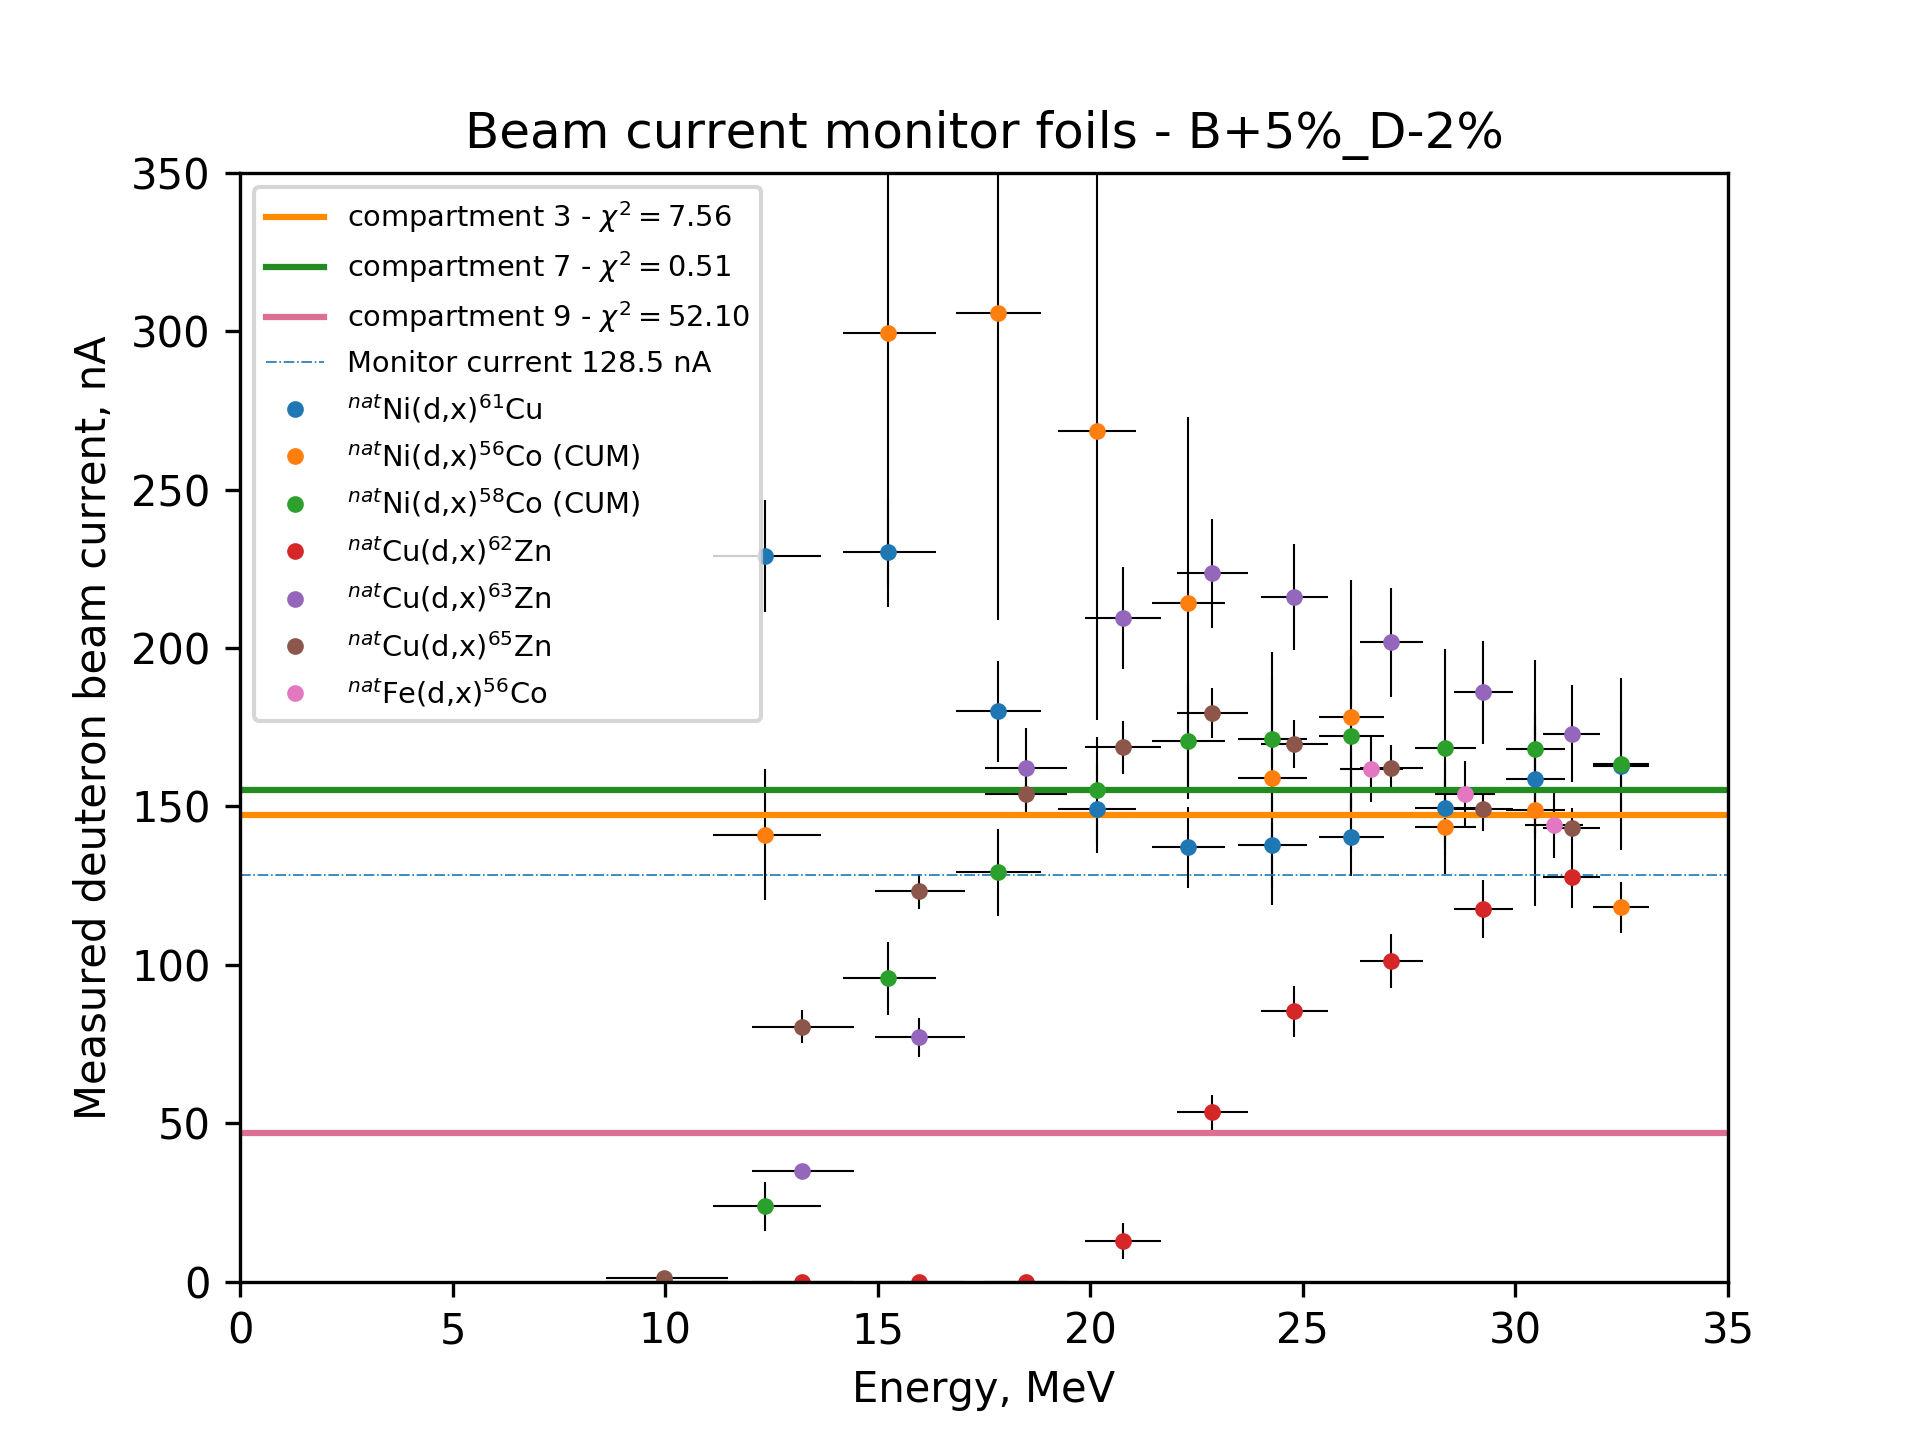 Beam current monitor foils - B+5%_D-2%
350
300
250
200
150
100
50
0
Measured deuteron beam current, nA
compartment 3 - χ² = 7.56
compartment 7 - χ² = 0.51
compartment 9 - χ² = 52.10
Monitor current 128.5 nA
ⁿᵃᵗNi(d,x)⁶¹Cu
ⁿᵃᵗNi(d,x)⁵⁶Co (CUM)
ⁿᵃᵗNi(d,x)⁵⁸Co (CUM)
ⁿᵃᵗCu(d,x)⁶²Zn
ⁿᵃᵗCu(d,x)⁶³Zn
ⁿᵃᵗCu(d,x)⁶⁵Zn
ⁿᵃᵗFe(d,x)⁵⁶Co
0 5 10 15 20 25 30 35
Energy, MeV